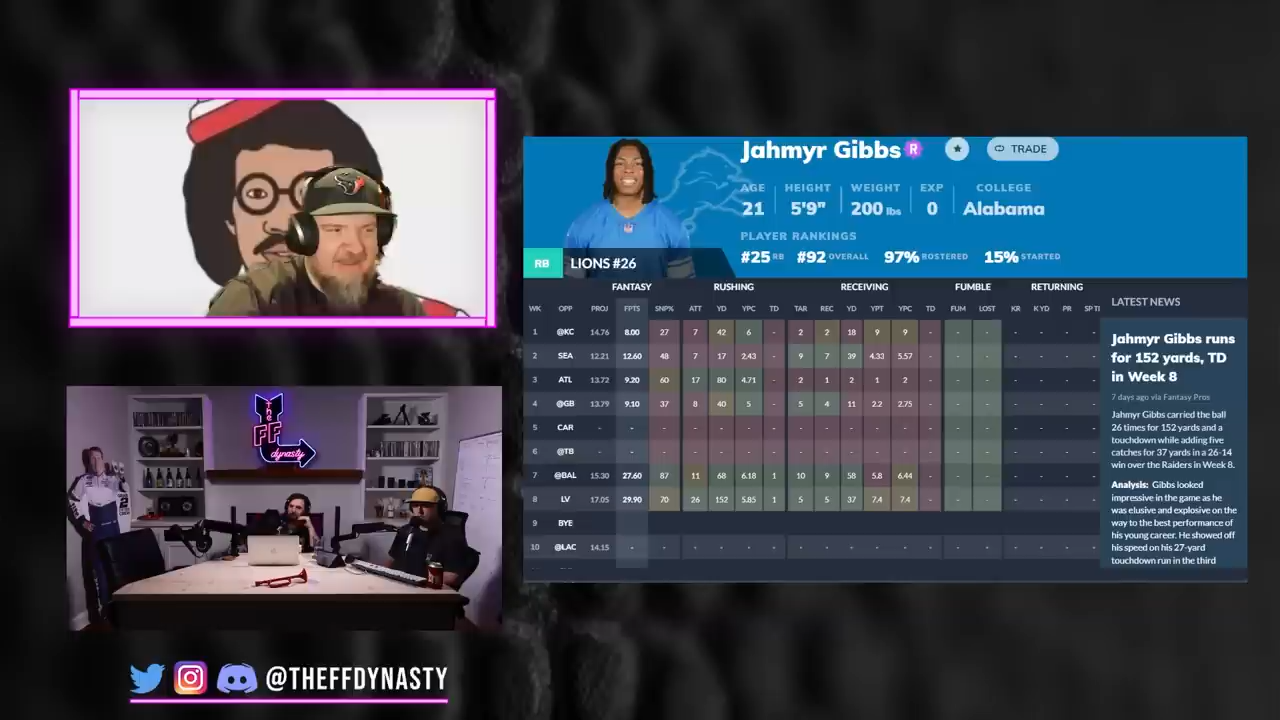 The
FF
dynasty
@THEFFDYNASTY
Jahmyr Gibbs R
TRADE
AGE HEIGHT WEIGHT EXP COLLEGE
21 5'9" 200 lbs 0 Alabama
PLAYER RANKINGS
#25 RB #92 OVERALL 97% ROSTERED 15% STARTED
RB LIONS #26
FANTASY RUSHING RECEIVING FUMBLE RETURNING
WK OPP PROJ FPTS SNP% ATT YD YPC TD TAR REC YD YPT YPC TD FUM LOST KR K YD PR SP T
1 @KC 14.76 8.00 27 7 42 6 - 2 2 18 9 9 - - - - - - -
2 SEA 12.21 12.60 48 7 17 2.43 - 9 7 39 4.33 5.57 - - - - - - -
3 ATL 13.72 9.20 60 17 80 4.71 - 2 1 2 1 2 - - - - - - -
4 @GB 13.79 9.10 37 8 40 5 - 5 4 11 2.2 2.75 - - - - - - -
5 CAR - - - - - - - - - - - - - - - - - - -
6 @TB - - - - - - - - - - - - - - - - - - -
7 @BAL 15.30 27.60 87 11 68 6.18 1 10 9 58 5.8 6.44 - - - - - - -
8 LV 17.05 29.90 70 26 152 5.85 1 5 5 37 7.4 7.4 - - - - - - -
9 BYE
10 @LAC 14.15 - - - - - - - - - - - - - - - - - -
LATEST NEWS
Jahmyr Gibbs runs
for 152 yards, TD
in Week 8
7 days ago via Fantasy Pros
Jahmyr Gibbs carried the ball
26 times for 152 yards and a
touchdown while adding five
catches for 37 yards in a 26-14
win over the Raiders in Week 8.
Analysis: Gibbs looked
impressive in the game as he
was elusive and explosive on the
way to the best performance of
his young career. He showed off
his speed on his 27-yard
touchdown run in the third